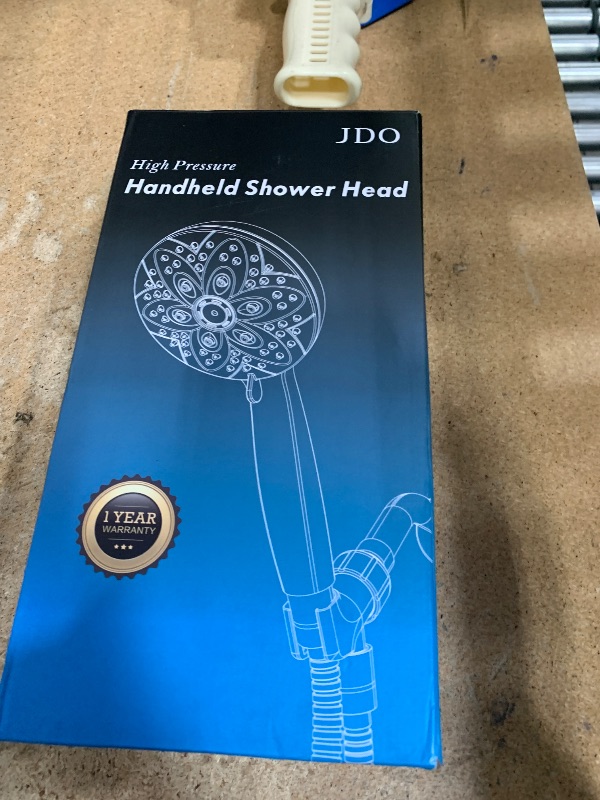 JDO
High Pressure
Handheld Shower Head
1 YEAR
WARRANTY